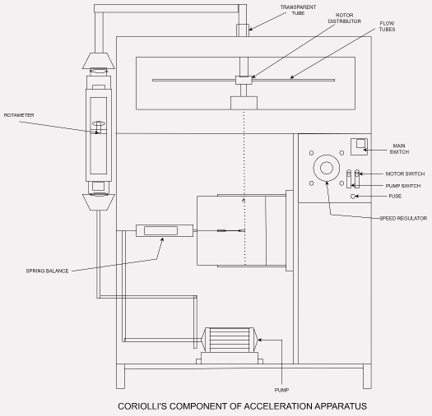 TRANSPARENT
TUBE
ROTOR
DISTRIBUTOR
FLOW
TUBES
ROTAMETER
MAIN
SWITCH
MOTOR SWITCH
PUMP SWITCH
FUSE
SPEED REGULATOR
SPRING BALANCE
PUMP
CORIOLLI'S COMPONENT OF ACCELERATION APPARATUS